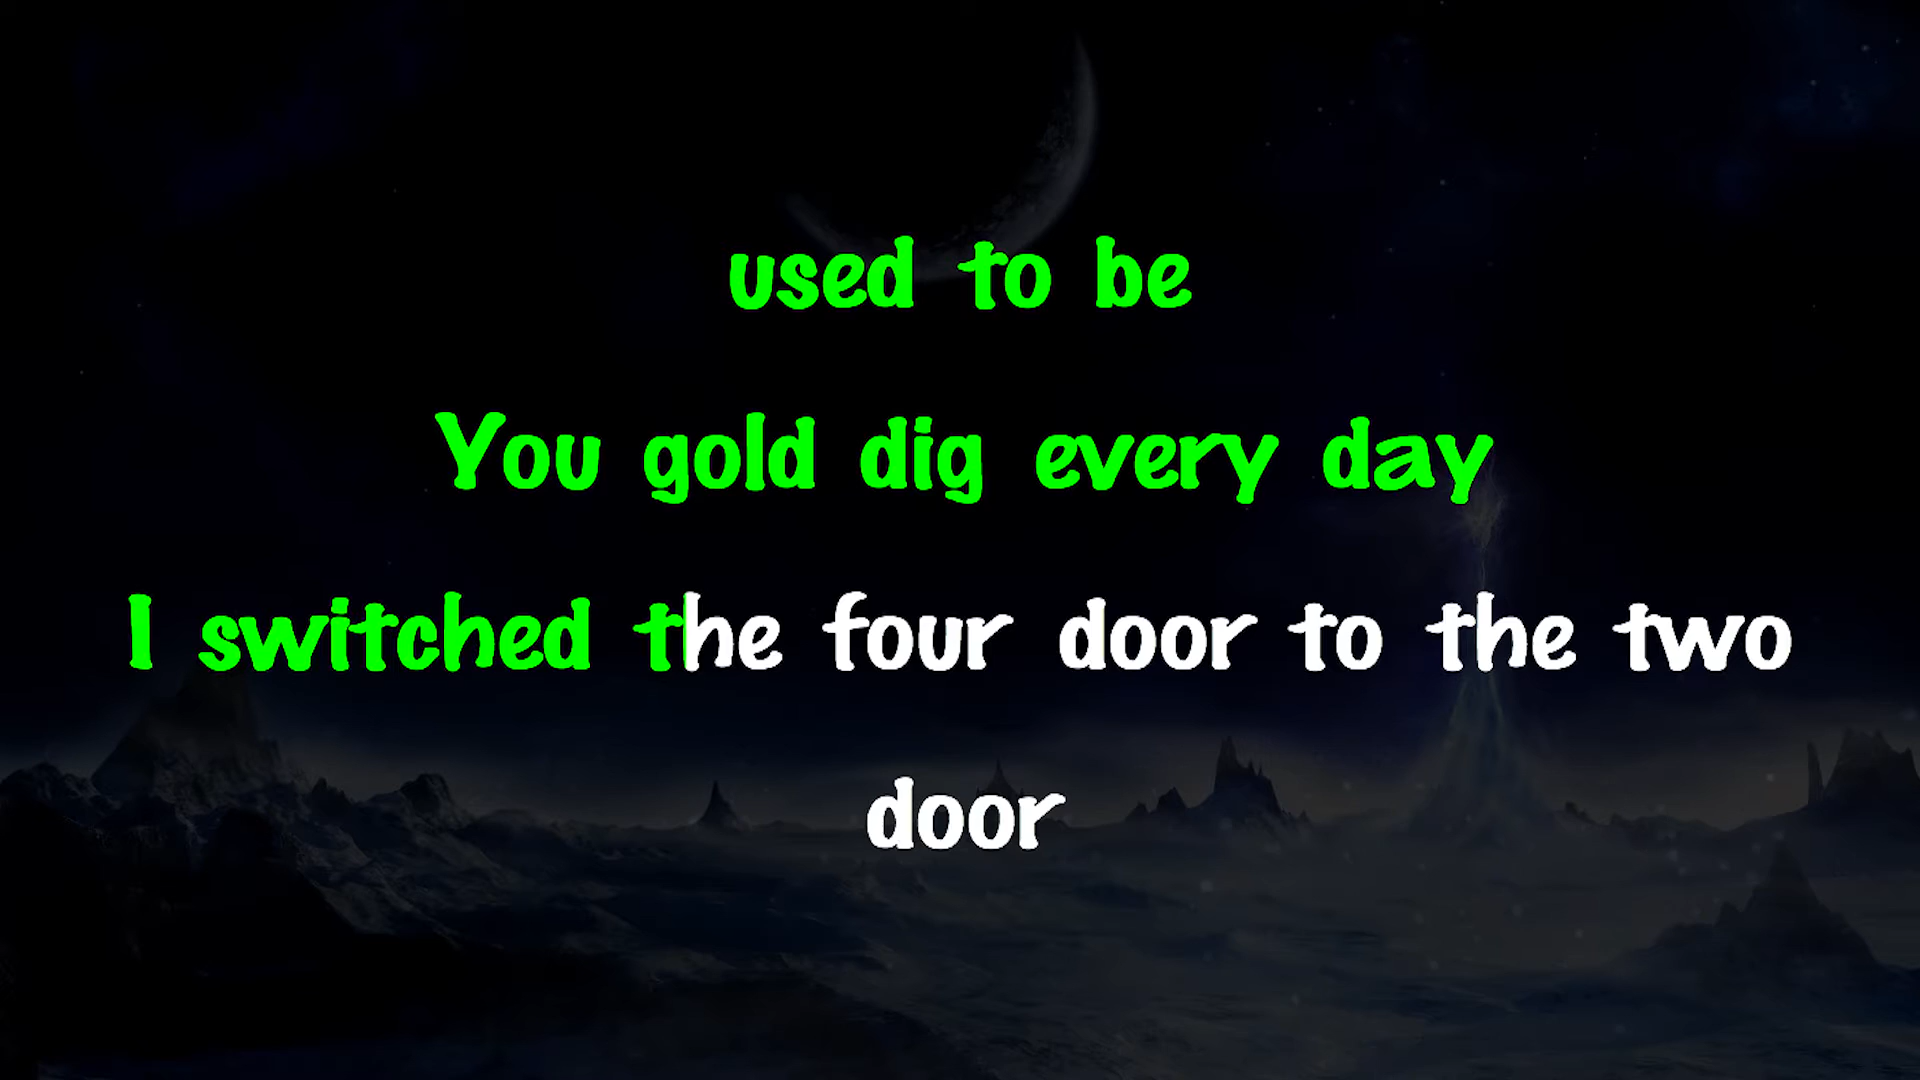 used to be
You gold dig every day
I switched the four door to the two
door